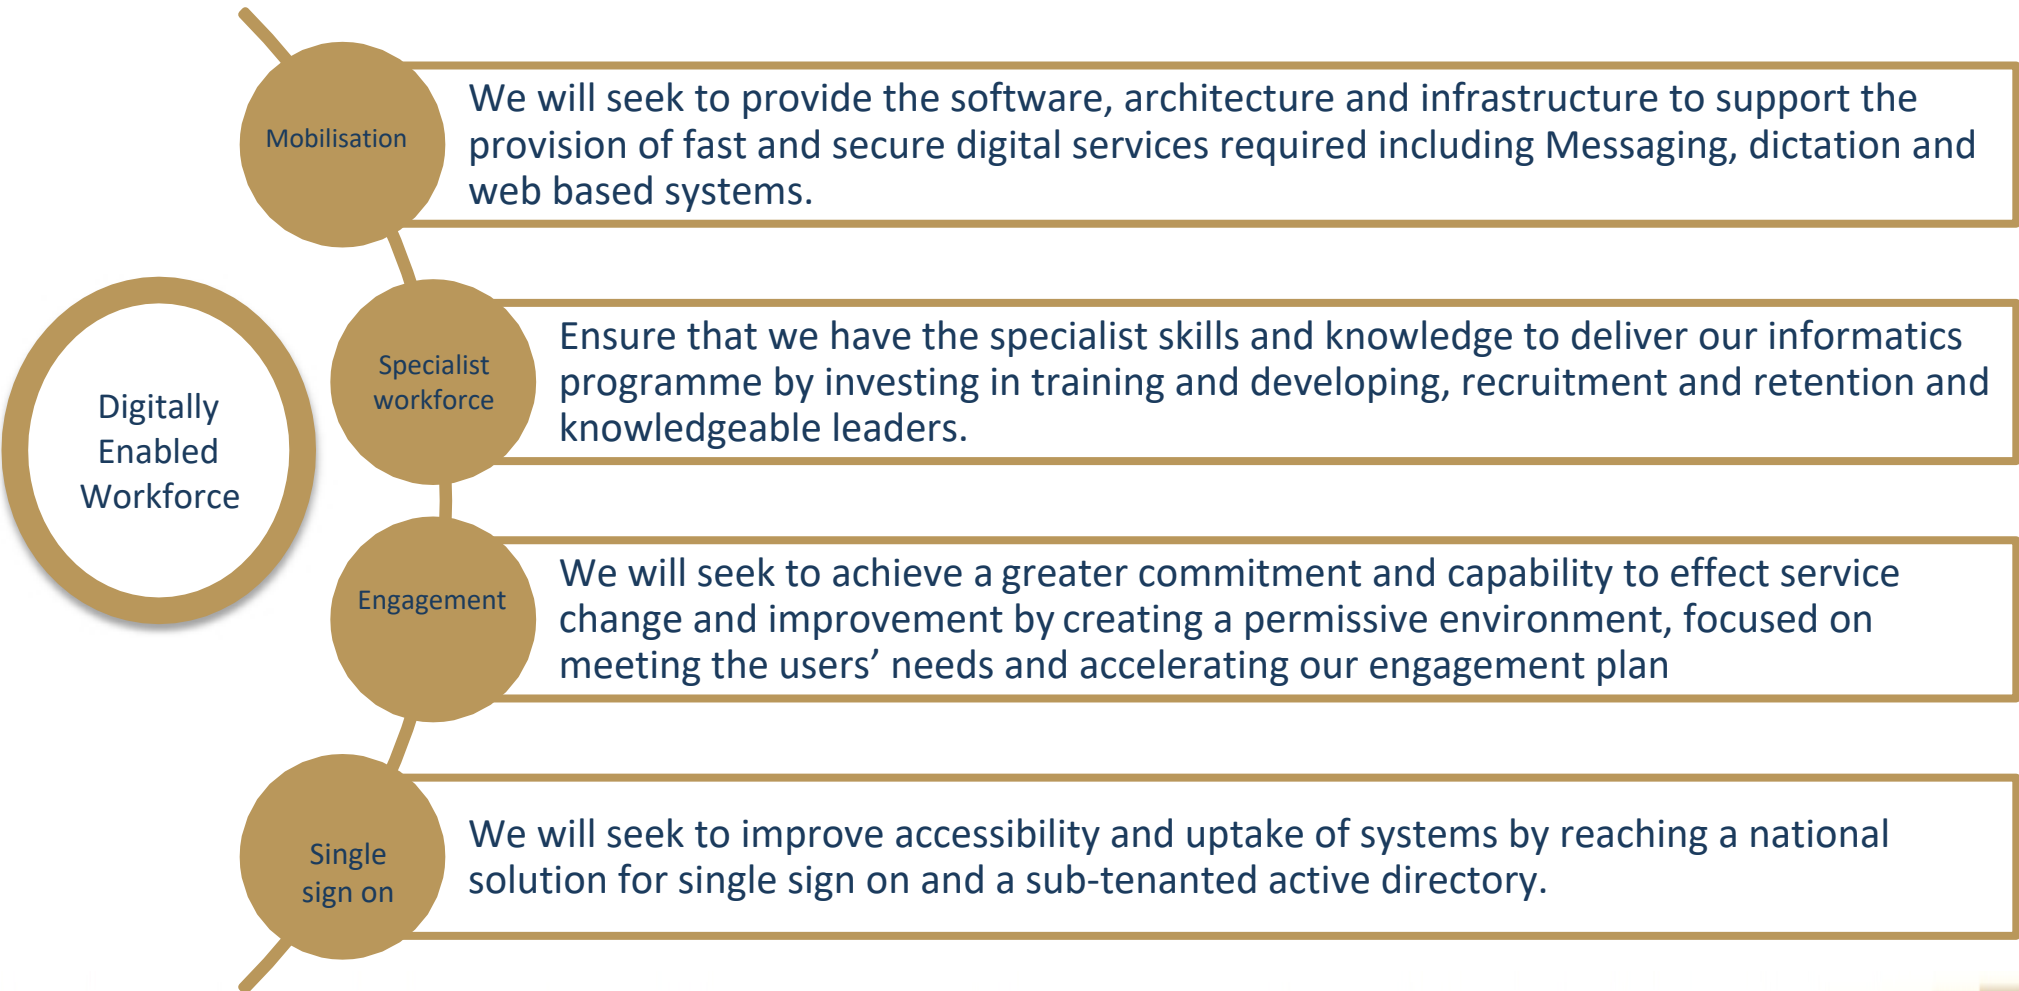 Mobilisation
We will seek to provide the software, architecture and infrastructure to support the
provision of fast and secure digital services required including Messaging, dictation and
web based systems.
Digitally
Enabled
Workforce
Specialist
workforce
Ensure that we have the specialist skills and knowledge to deliver our informatics
programme by investing in training and developing, recruitment and retention and
knowledgeable leaders.
Engagement
We will seek to achieve a greater commitment and capability to effect service
change and improvement by creating a permissive environment, focused on
meeting the users’ needs and accelerating our engagement plan
Single
sign on
We will seek to improve accessibility and uptake of systems by reaching a national
solution for single sign on and a sub-tenanted active directory.